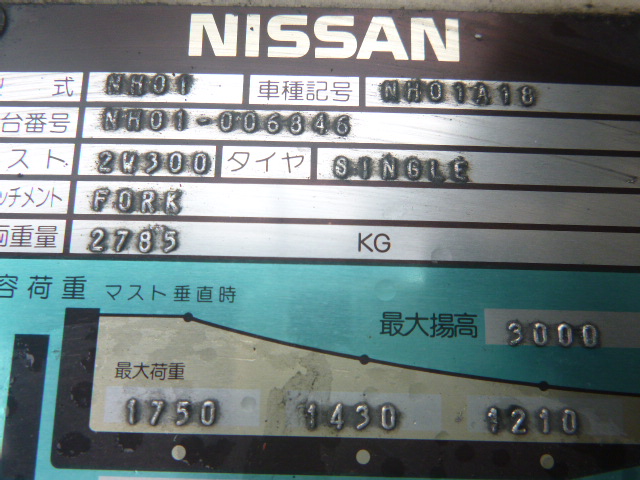 NISSAN
式 NH01 車種記号 NH01A18
台番号 NH01-006846
スト 2W300 タイヤ SINGLE
ッチメント FORK
両重量 2785 KG
容荷重 マスト垂直時
最大揚高 3000
最大荷重
1750 1430 1210